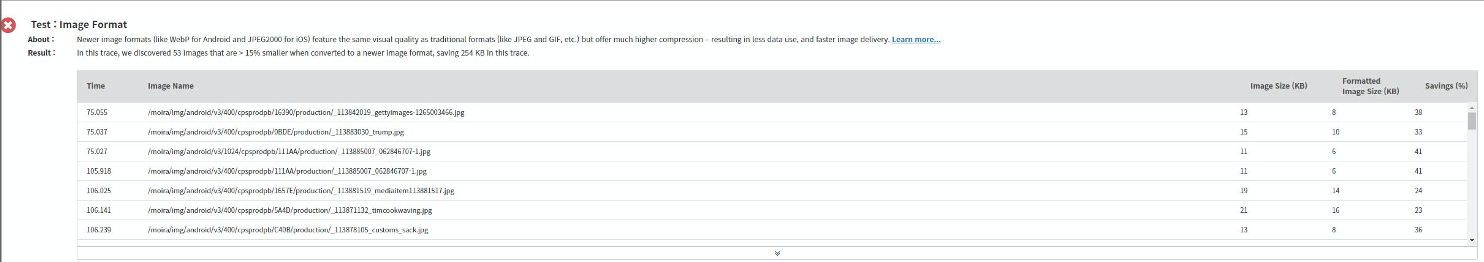 Test : Image Format
About : Newer image formats (like WebP for Android and JPEG2000 for iOS) feature the same visual quality as traditional formats (like JPEG and GIF, etc.) but offer much higher compression – resulting in less data use, and faster image delivery. Learn more...
Result : In this trace, we discovered 53 images that are > 15% smaller when converted to a newer image format, saving 254 KB in this trace.
Time Image Name Image Size (KB) Formatted Image Size (KB) Savings (%)
75.055 /moira/img/android/v3/400/cpsprodpb/16390/production/_113842019_gettyimages-1265003466.jpg 13 8 38
75.037 /moira/img/android/v3/400/cpsprodpb/0BDE/production/_113883030_trump.jpg 15 10 33
75.027 /moira/img/android/v3/1024/cpsprodpb/111AA/production/_113885007_062846707-1.jpg 11 6 41
105.918 /moira/img/android/v3/400/cpsprodpb/111AA/production/_113885007_062846707-1.jpg 11 6 41
106.025 /moira/img/android/v3/400/cpsprodpb/1657E/production/_113881519_mediaitem113881517.jpg 19 14 24
106.141 /moira/img/android/v3/400/cpsprodpb/5A4D/production/_113871132_timcookwaving.jpg 21 16 23
106.239 /moira/img/android/v3/400/cpsprodpb/C40B/production/_113878105_customs_sack.jpg 13 8 36